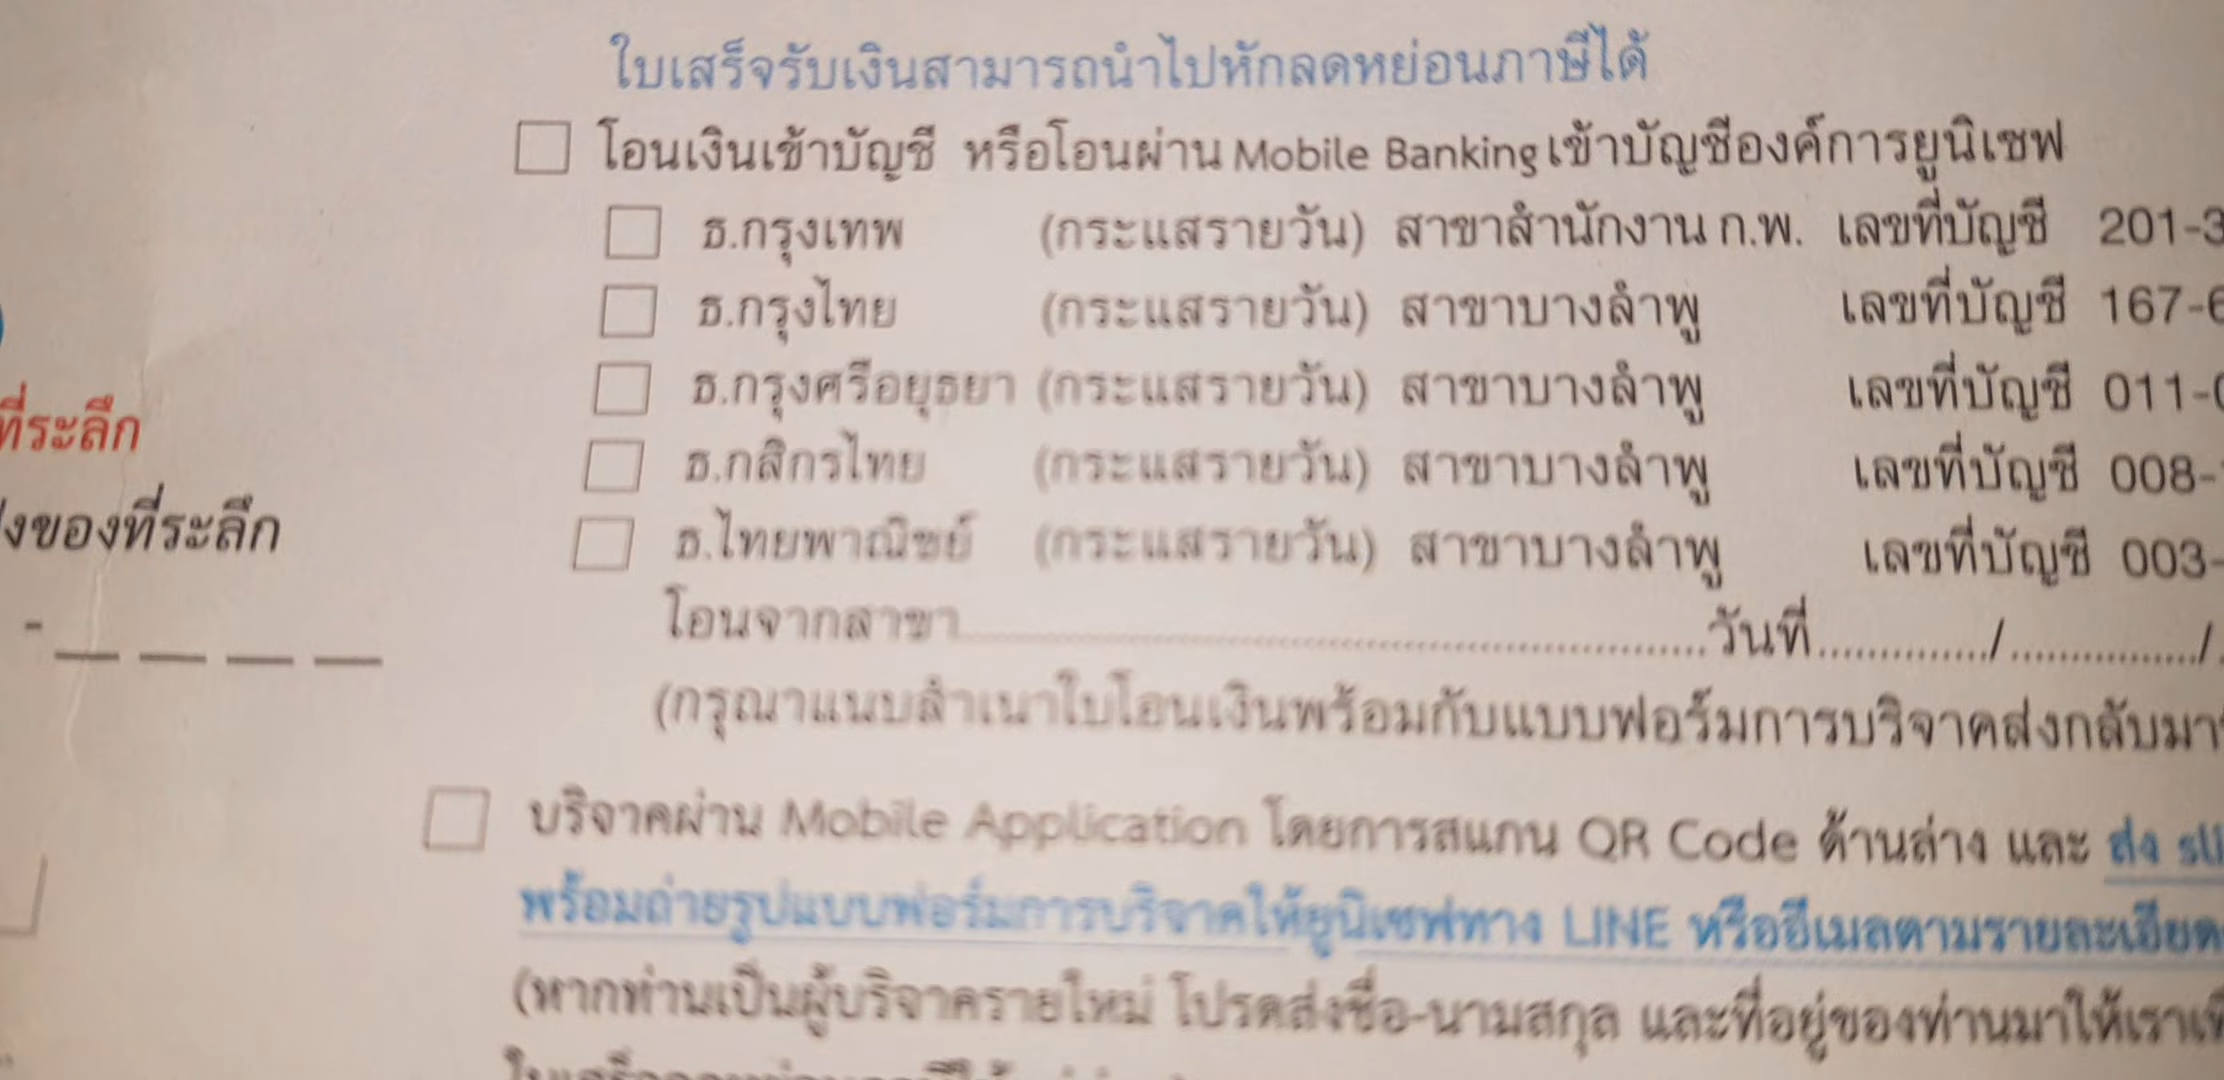 ใบเสร็จรับเงินสามารถนำไปหักลดหย่อนภาษีได้
โอนเงินเข้าบัญชี หรือโอนผ่าน Mobile Banking เข้าบัญชีองค์การยูนิเซฟ
ธ.กรุงเทพ (กระแสรายวัน) สาขาสำนักงาน ก.พ. เลขที่บัญชี 201-3
ธ.กรุงไทย (กระแสรายวัน) สาขาบางลำพู เลขที่บัญชี 167-6
ธ.กรุงศรีอยุธยา (กระแสรายวัน) สาขาบางลำพู เลขที่บัญชี 011-0
ธ.กสิกรไทย (กระแสรายวัน) สาขาบางลำพู เลขที่บัญชี 008-
ธ.ไทยพาณิชย์ (กระแสรายวัน) สาขาบางลำพู เลขที่บัญชี 003-
โอนจากสาขา.......................................................วันที่............../................/
(กรุณาแนบสำเนาใบโอนเงินพร้อมกับแบบฟอร์มการบริจาคส่งกลับมา
บริจาคผ่าน Mobile Application โดยการสแกน QR Code ด้านล่าง และ ส่ง sli
พร้อมถ่ายรูปแบบฟอร์มการบริจาคให้ยูนิเซฟทาง LINE หรืออีเมลตามรายละเอียด
(หากท่านเป็นผู้บริจาครายใหม่ โปรดส่งชื่อ-นามสกุล และที่อยู่ของท่านมาให้เรา
ที่ระลึก
งของที่ระลึก